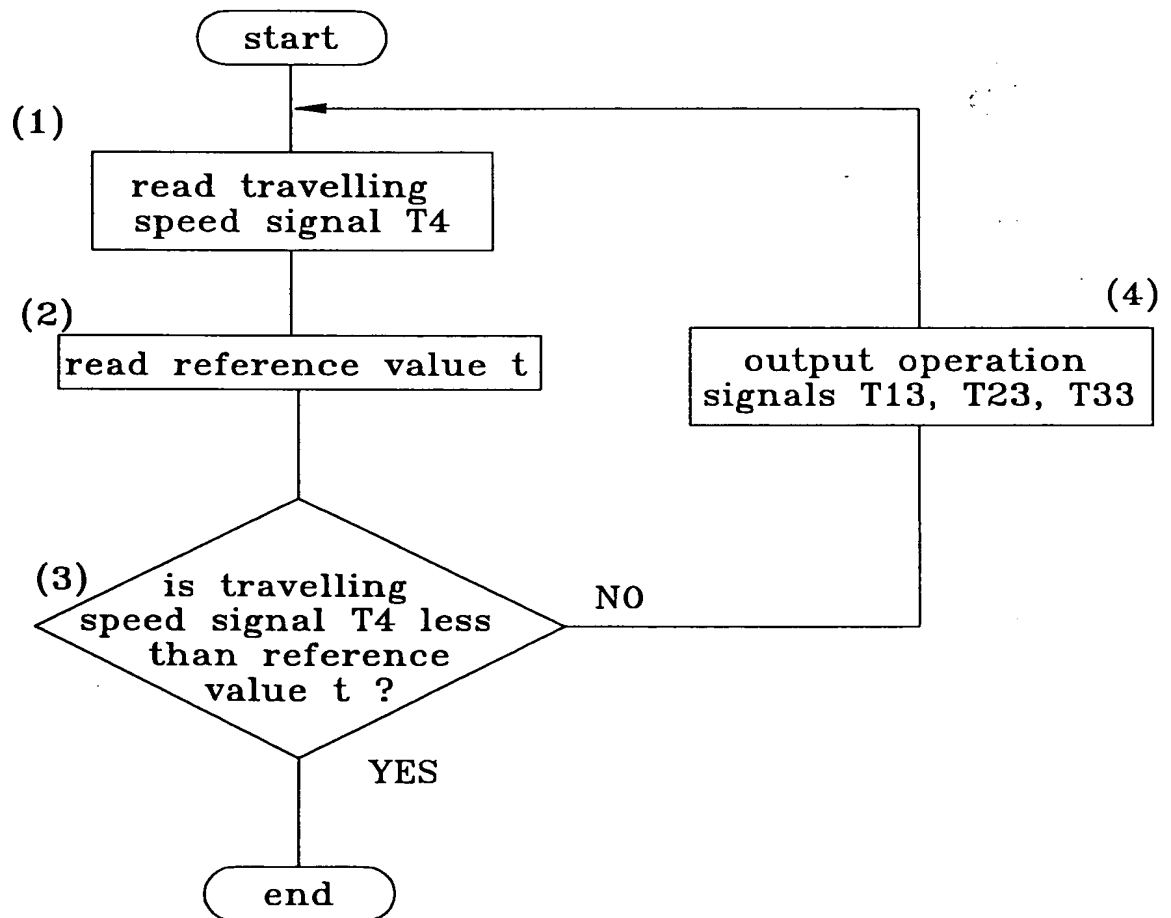 start
(1)
read travelling
speed signal T4
(2)
read reference value t
(4)
output operation
signals T13, T23, T33
(3)
is travelling
speed signal T4 less
than reference
value t ?
NO
YES
end